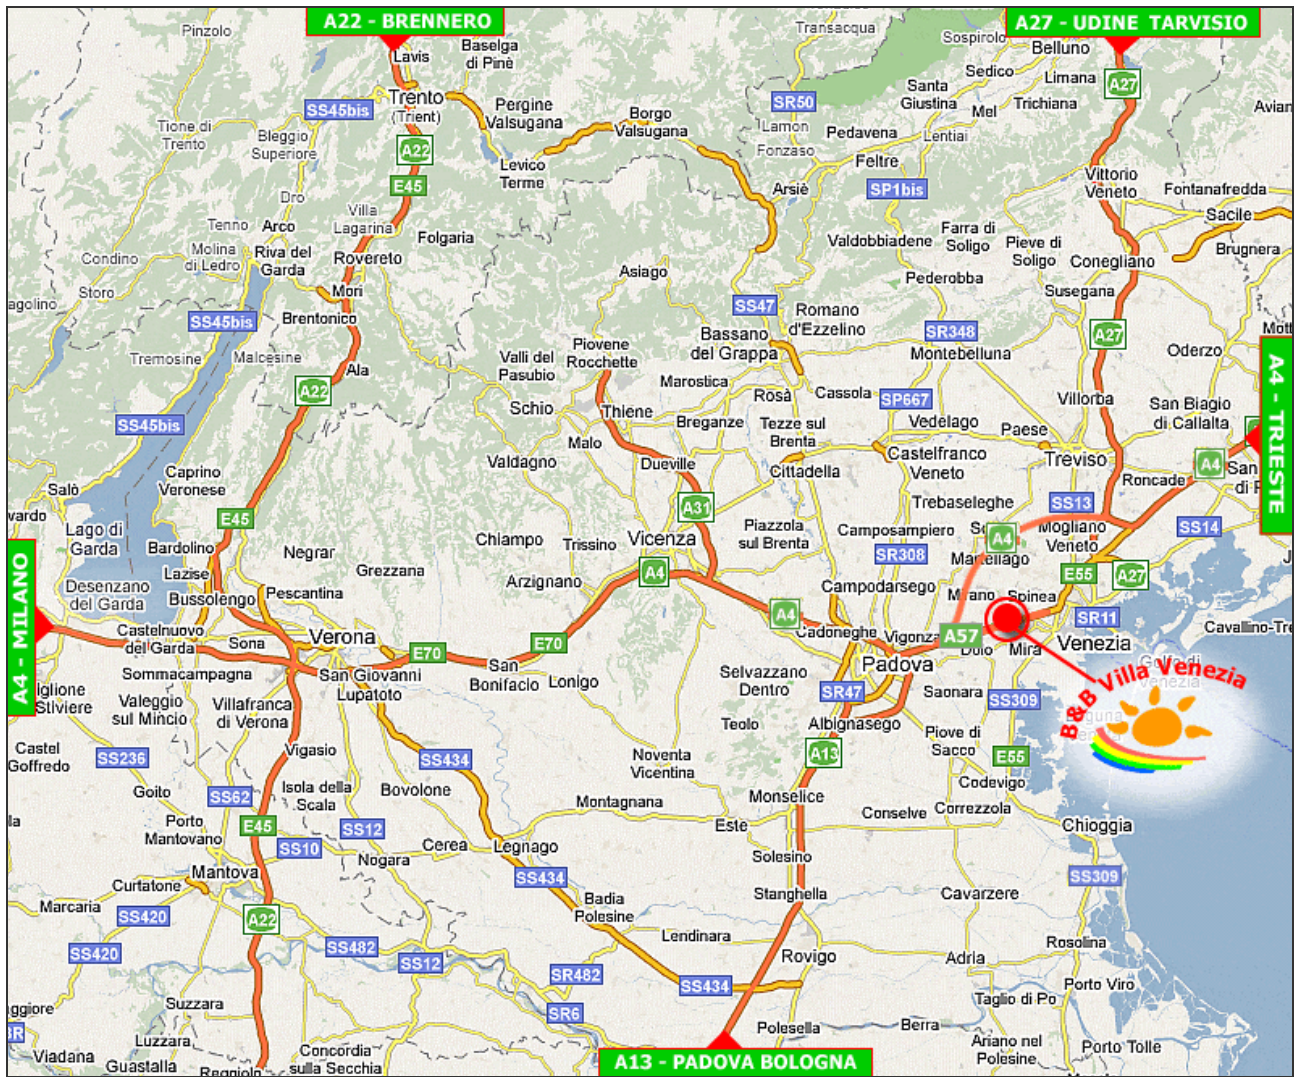 A22 - BRENNERO
A27 - UDINE TARVISIO
Pinzolo
Transacqua
Sospirolo
Baselga
di Pinè
Lavis
Belluno
Sedico
Limana
A27
Santa
Giustina
Trento
(Trient)
SS45bis
SR50
Mel
Trichiana
Pergine
Valsugana
Borgo
Valsugana
Tione di
Trento
Bleggio
Superiore
Lamon
Fonzaso
Pedavena
Lentiai
A22
Feltre
Levico
Terme
Vittorio
Veneto
E45
Arsiè
SP1bis
Fontanafredda
Dro
Villa
Lagarina
Sacile
Tenno
Arco
Folgaria
Farra di
Soligo
Valdobbiadene
Pieve di
Soligo
Molina
di Ledro
Riva del
Garda
Rovereto
Brugnera
Condino
Conegliano
Asiago
Pederobba
Storo
Mori
Susegana
SS47
Romano
d'Ezzelino
SS45bis
Brentonico
SR348
A27
Bassano
del Grappa
Piovene
Rocchette
Montebelluna
Oderzo
Tremosine
Malcesine
Valli del
Pasubio
Ala
A22
Marostica
Rosà
Cassola
SP667
Villorba
A4 - TRIESTE
Schio
Thiene
San Biagio
di Callalta
SS45bis
Breganze
Tezze sul
Brenta
Vedelago
Paese
Malo
Castelfranco
Veneto
Treviso
Valdagno
Dueville
Cittadella
A4
Caprino
Veronese
Roncade
Salò
Trebaseleghe
SS13
A31
E45
Lago di
Garda
Piazzola
sul Brenta
Camposampiero
Mogliano
Veneto
SS14
Chiampo
Trissino
Vicenza
A4
Bardolino
Negrar
SR308
Martellago
A4 - MILANO
Lazise
Grezzana
Arzignano
A4
E55
A27
Desenzano
del Garda
Bussolengo
Pescantina
Campodarsego
Mirano
Spinea
A4
SR11
Castelnuovo
del Garda
Sona
Verona
E70
E70
Cadoneghe
Vigonza
A57
Dolo
Mira
Venezia
San
Bonifacio
Lonigo
Padova
Sommacampagna
San Giovanni
Lupatoto
Selvazzano
Dentro
SR47
Saonara
SS309
B&B Villa Venezia
Valeggio
sul Mincio
Villafranca
di Verona
Teolo
Albignasego
Castel
Goffredo
SS236
Vigasio
SS434
Noventa
Vicentina
A13
Piove di
Sacco
E55
Codevigo
Goito
SS62
Isola della
Scala
Bovolone
Montagnana
Monselice
Conselve
Correzzola
Porto
Mantovano
E45
SS12
Este
Chioggia
SS10
Nogara
Cerea
Legnago
Solesino
Mantova
SS434
SS309
Curtatone
Stanghella
Cavarzere
Marcaria
SS420
A22
Badia
Polesine
SS420
SS482
SS12
Lendinara
Rosolina
Rovigo
Adria
SR482
SS434
Porto Viro
Taglio di Po
Suzzara
SR6
Polesella
Berra
Luzzara
Ariano nel
Polesine
Porto Tolle
Viadana
Guastalla
Reggiolo
Concordia
sulla Secchia
A13 - PADOVA BOLOGNA